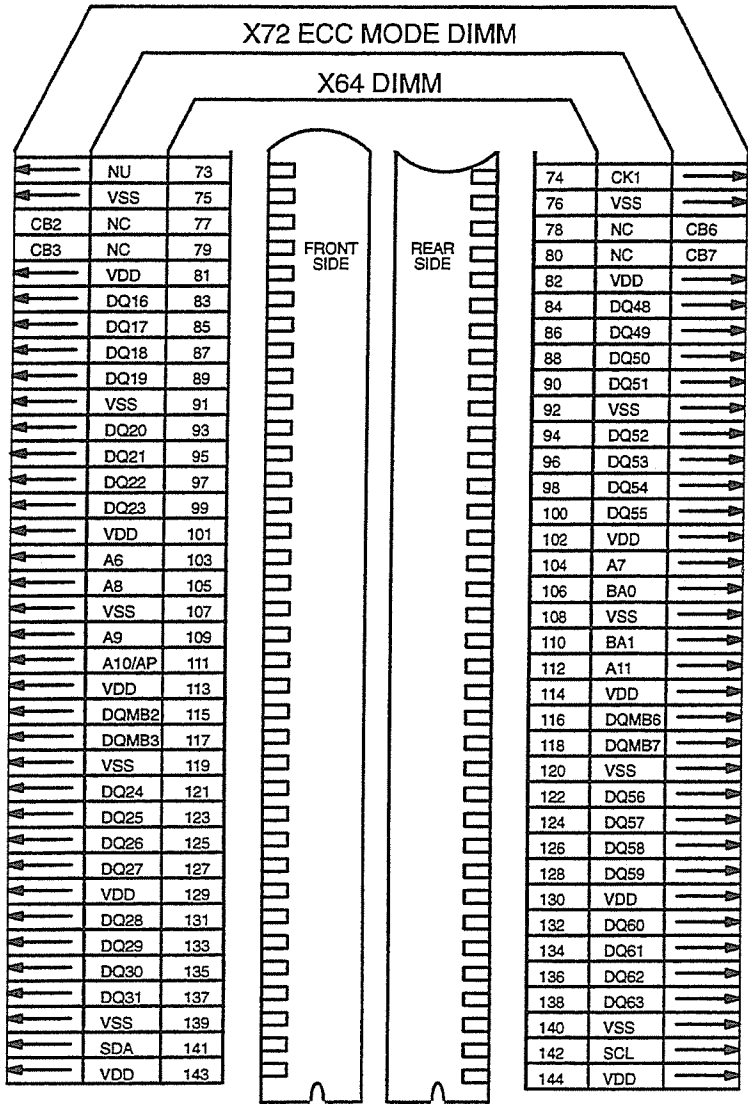 X72 ECC MODE DIMM
X64 DIMM
FRONT SIDE
REAR SIDE
NU 73 74 CK1
VSS 75 76 VSS
CB2 NC 77 78 NC CB6
CB3 NC 79 80 NC CB7
VDD 81 82 VDD
DQ16 83 84 DQ48
DQ17 85 86 DQ49
DQ18 87 88 DQ50
DQ19 89 90 DQ51
VSS 91 92 VSS
DQ20 93 94 DQ52
DQ21 95 96 DQ53
DQ22 97 98 DQ54
DQ23 99 100 DQ55
VDD 101 102 VDD
A6 103 104 A7
A8 105 106 BA0
VSS 107 108 VSS
A9 109 110 BA1
A10/AP 111 112 A11
VDD 113 114 VDD
DQMB2 115 116 DQMB6
DQMB3 117 118 DQMB7
VSS 119 120 VSS
DQ24 121 122 DQ56
DQ25 123 124 DQ57
DQ26 125 126 DQ58
DQ27 127 128 DQ59
VDD 129 130 VDD
DQ28 131 132 DQ60
DQ29 133 134 DQ61
DQ30 135 136 DQ62
DQ31 137 138 DQ63
VSS 139 140 VSS
SDA 141 142 SCL
VDD 143 144 VDD